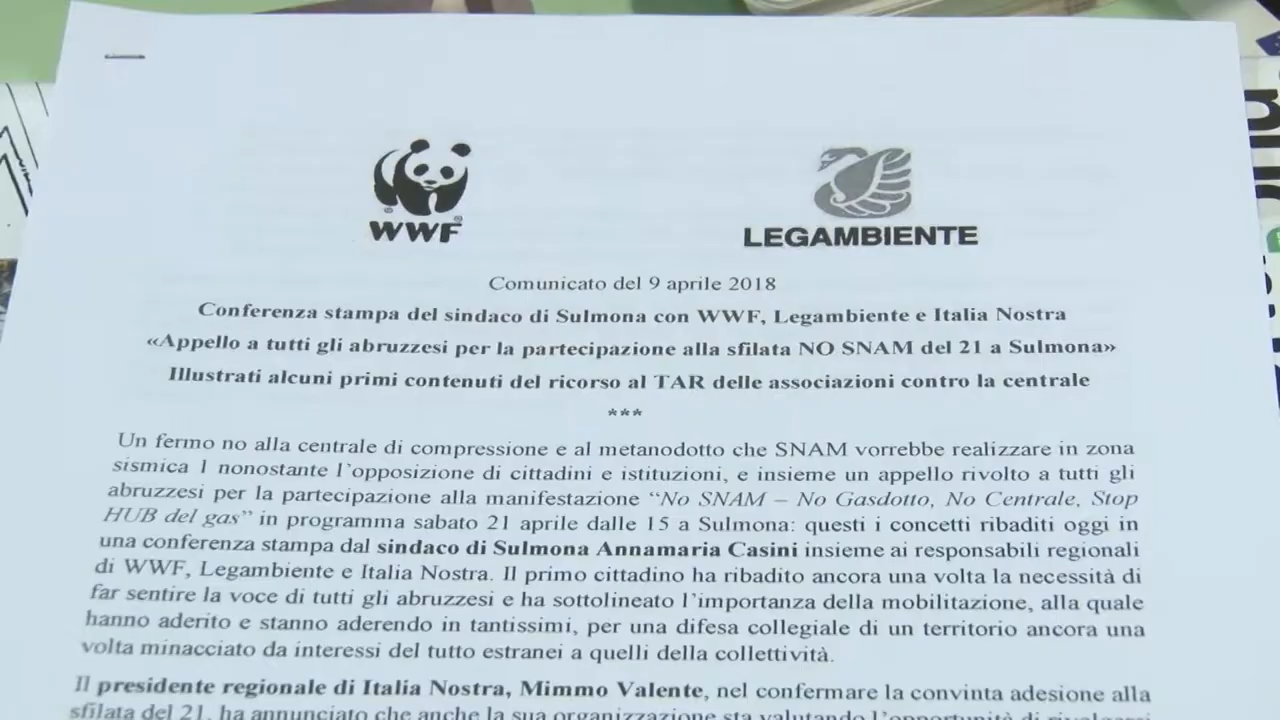 WWF
LEGAMBIENTE
Comunicato del 9 aprile 2018
Conferenza stampa del sindaco di Sulmona con WWF, Legambiente e Italia Nostra
«Appello a tutti gli abruzzesi per la partecipazione alla sfilata NO SNAM del 21 a Sulmona»
Illustrati alcuni primi contenuti del ricorso al TAR delle associazioni contro la centrale
***
Un fermo no alla centrale di compressione e al metanodotto che SNAM vorrebbe realizzare in zona
sismica 1 nonostante l'opposizione di cittadini e istituzioni, e insieme un appello rivolto a tutti gli
abruzzesi per la partecipazione alla manifestazione “No SNAM – No Gasdotto, No Centrale, Stop
HUB del gas” in programma sabato 21 aprile dalle 15 a Sulmona: questi i concetti ribaditi oggi in
una conferenza stampa dal sindaco di Sulmona Annamaria Casini insieme ai responsabili regionali
di WWF, Legambiente e Italia Nostra. Il primo cittadino ha ribadito ancora una volta la necessità di
far sentire la voce di tutti gli abruzzesi e ha sottolineato l'importanza della mobilitazione, alla quale
hanno aderito e stanno aderendo in tantissimi, per una difesa collegiale di un territorio ancora una
volta minacciato da interessi del tutto estranei a quelli della collettività.
Il presidente regionale di Italia Nostra, Mimmo Valente, nel confermare la convinta adesione alla
sfilata del 21, ha annunciato che anche la sua organizzazione sta valutando l'opportunità di rivolgersi